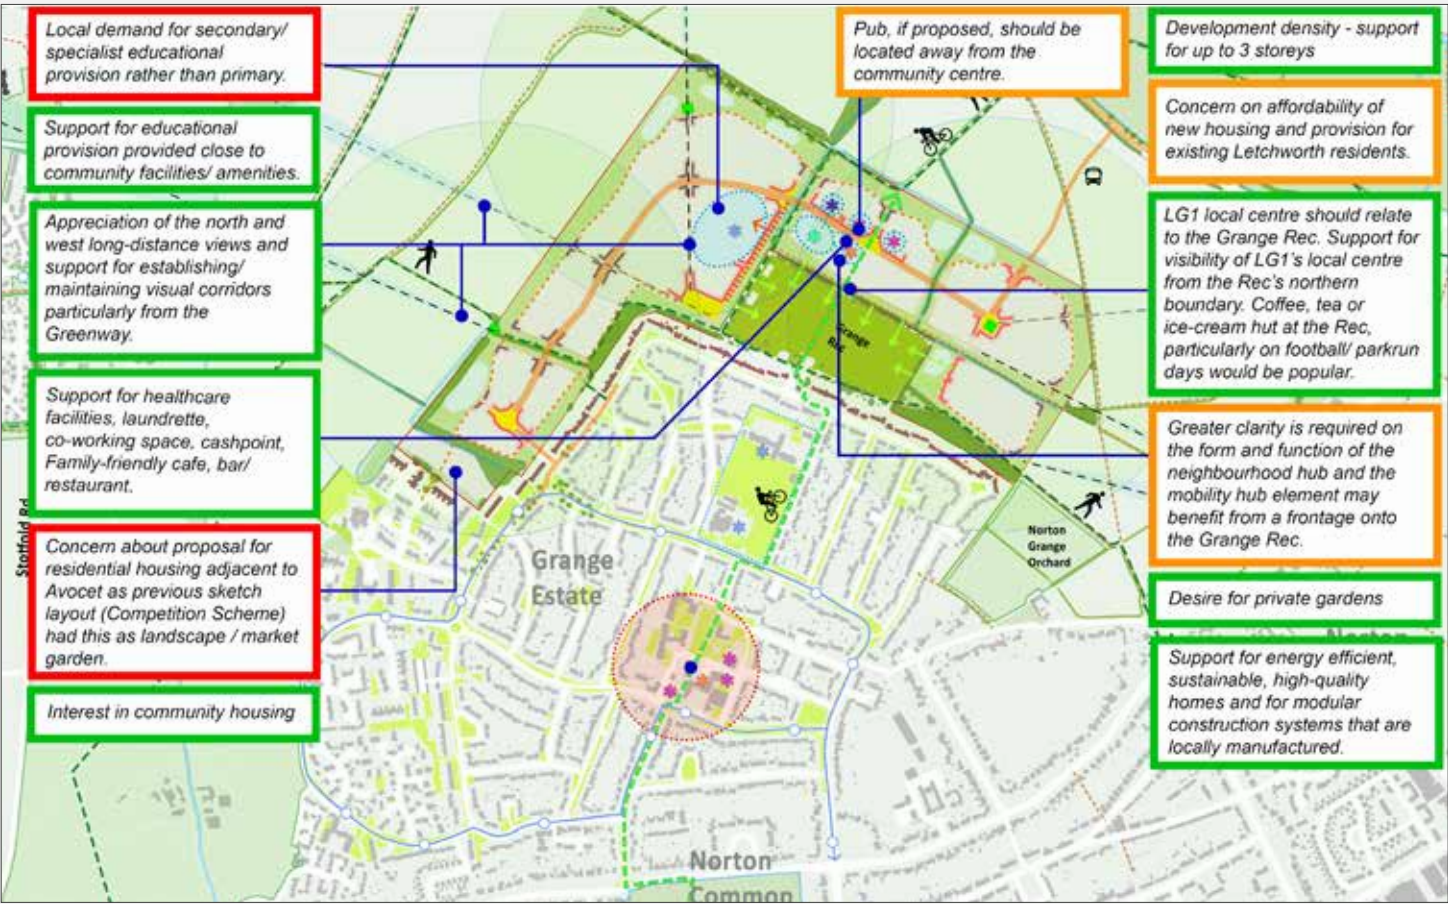 Local demand for secondary/
specialist educational
provision rather than primary.
Support for educational
provision provided close to
community facilities/ amenities.
Appreciation of the north and
west long-distance views and
support for establishing/
maintaining visual corridors
particularly from the
Greenway.
Support for healthcare
facilities, laundrette,
co-working space, cashpoint,
Family-friendly cafe, bar/
restaurant.
Concern about proposal for
residential housing adjacent to
Avocet as previous sketch
layout (Competition Scheme)
had this as landscape / market
garden.
Interest in community housing
Pub, if proposed, should be
located away from the
community centre.
Development density - support
for up to 3 storeys
Concern on affordability of
new housing and provision for
existing Letchworth residents.
LG1 local centre should relate
to the Grange Rec. Support for
visibility of LG1's local centre
from the Rec's northern
boundary. Coffee, tea or
ice-cream hut at the Rec,
particularly on football/ parkrun
days would be popular.
Greater clarity is required on
the form and function of the
neighbourhood hub and the
mobility hub element may
benefit from a frontage onto
the Grange Rec.
Desire for private gardens
Support for energy efficient,
sustainable, high-quality
homes and for modular
construction systems that are
locally manufactured.
Grange
Rec
Stotfold Rd
Grange
Estate
Norton
Grange
Orchard
Norton
Norton
Common